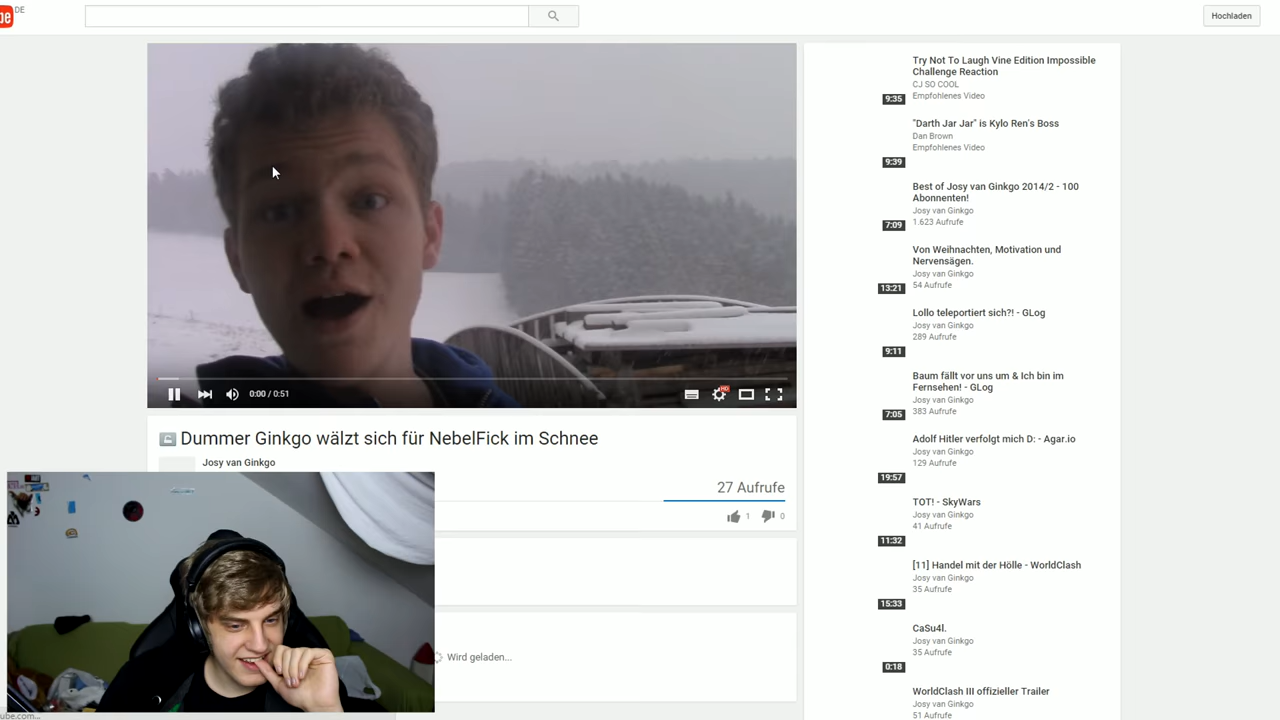 be DE
Hochladen
Try Not To Laugh Vine Edition Impossible
Challenge Reaction
CJ SO COOL
Empfohlenes Video
9:35
"Darth Jar Jar" is Kylo Ren's Boss
Dan Brown
Empfohlenes Video
9:39
Best of Josy van Ginkgo 2014/2 - 100
Abonnenten!
Josy van Ginkgo
1.623 Aufrufe
7:09
Von Weihnachten, Motivation und
Nervensägen.
Josy van Ginkgo
54 Aufrufe
13:21
Lollo teleportiert sich?! - GLog
Josy van Ginkgo
289 Aufrufe
9:11
Baum fällt vor uns um & Ich bin im
Fernsehen! - GLog
Josy van Ginkgo
383 Aufrufe
7:05
Adolf Hitler verfolgt mich D: - Agar.io
Josy van Ginkgo
129 Aufrufe
19:57
TOT! - SkyWars
Josy van Ginkgo
41 Aufrufe
11:32
[11] Handel mit der Hölle - WorldClash
Josy van Ginkgo
35 Aufrufe
15:33
CaSu4l.
Josy van Ginkgo
35 Aufrufe
0:18
WorldClash III offizieller Trailer
Josy van Ginkgo
51 Aufrufe
0:00 / 0:51
HD
Dummer Ginkgo wälzt sich für NebelFick im Schnee
Josy van Ginkgo
27 Aufrufe
1 0
Wird geladen...
ube.com...